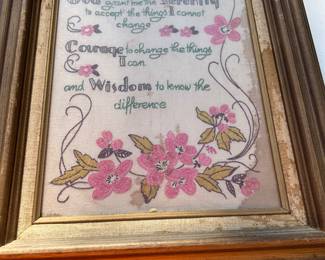 God grant me the Serenity
to accept the things I cannot
change
Courage to change the things
I can
and Wisdom to know the
difference